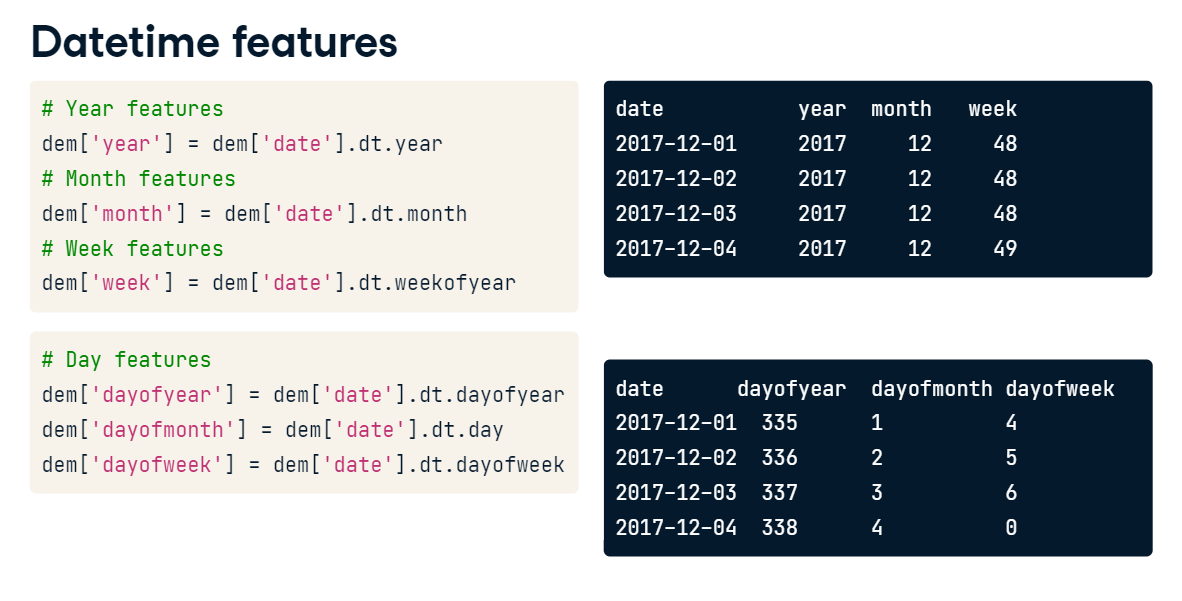 Datetime features
# Year features
dem['year'] = dem['date'].dt.year
# Month features
dem['month'] = dem['date'].dt.month
# Week features
dem['week'] = dem['date'].dt.weekofyear
date year month week
2017-12-01 2017 12 48
2017-12-02 2017 12 48
2017-12-03 2017 12 48
2017-12-04 2017 12 49
# Day features
dem['dayofyear'] = dem['date'].dt.dayofyear
dem['dayofmonth'] = dem['date'].dt.day
dem['dayofweek'] = dem['date'].dt.dayofweek
date dayofyear dayofmonth dayofweek
2017-12-01 335 1 4
2017-12-02 336 2 5
2017-12-03 337 3 6
2017-12-04 338 4 0